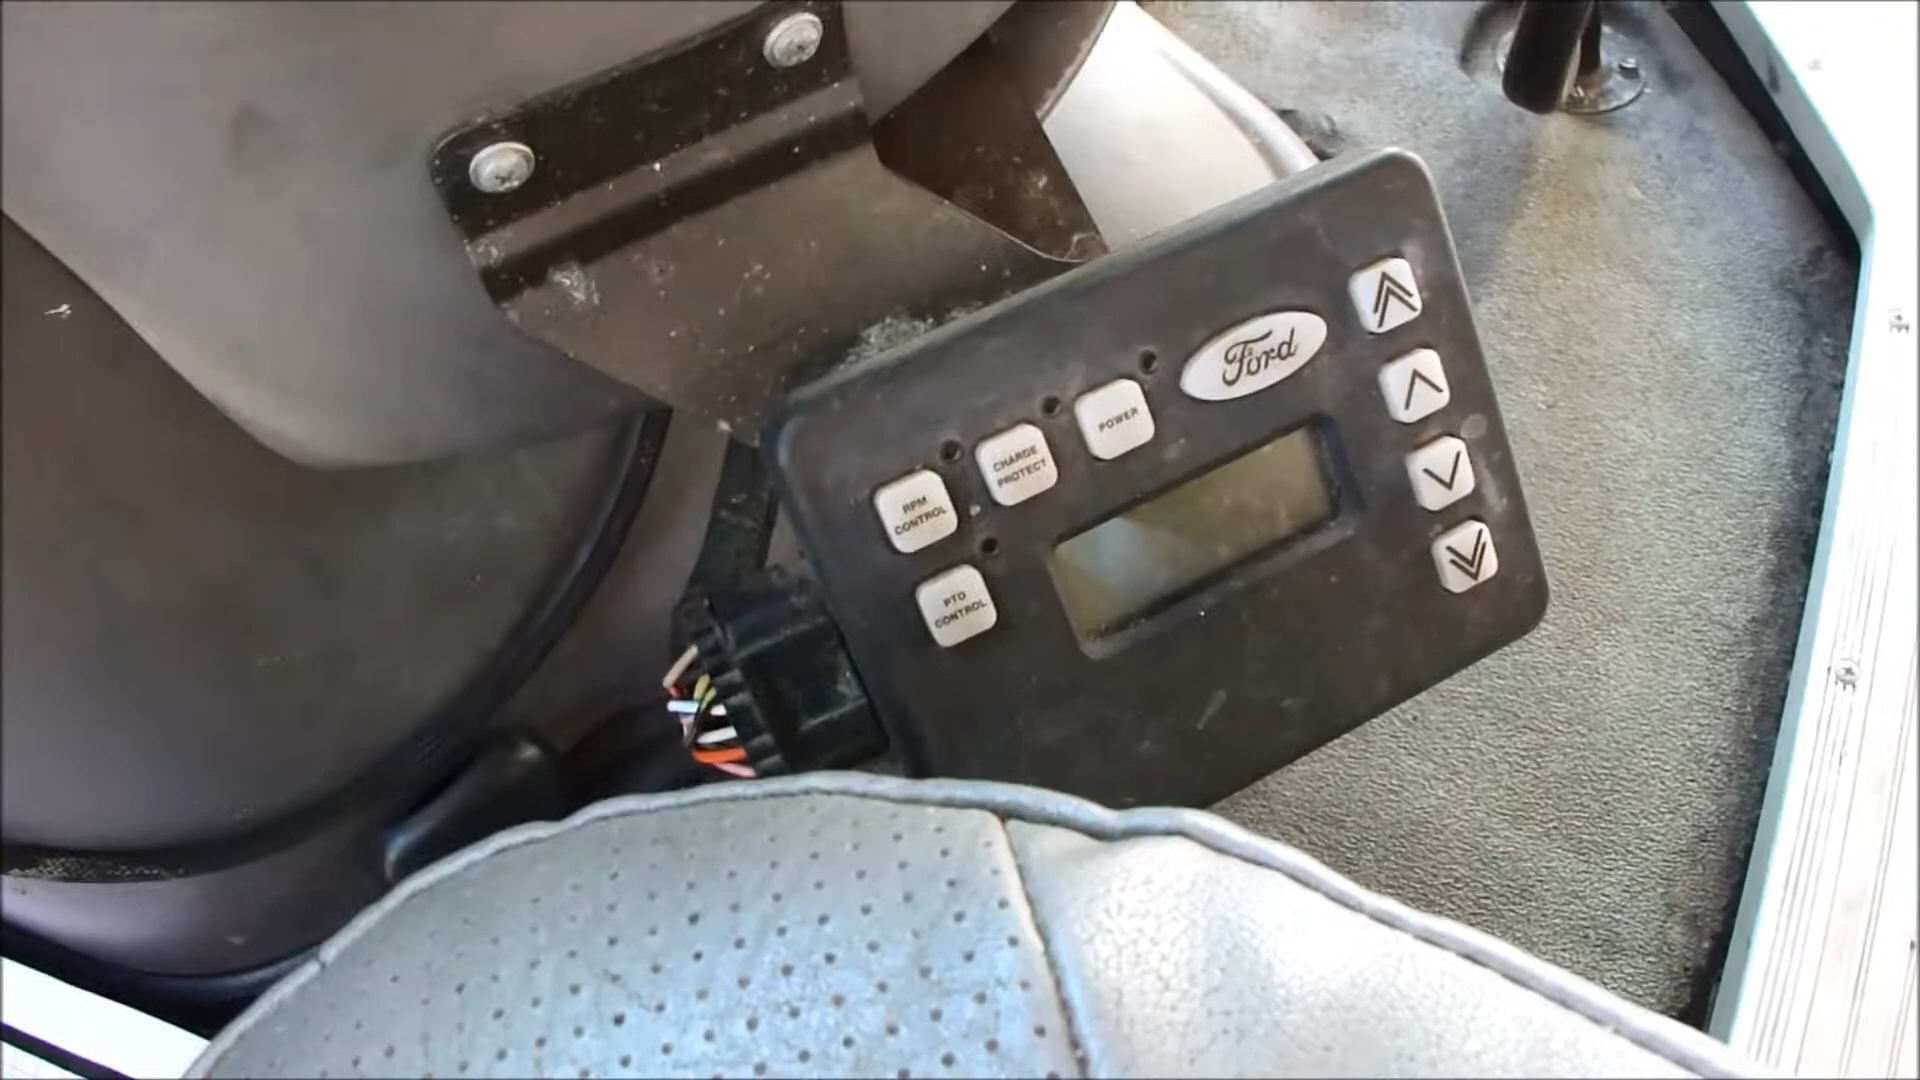 Ford
POWER
CHARGE
PROTECT
RPM
CONTROL
PTO
CONTROL